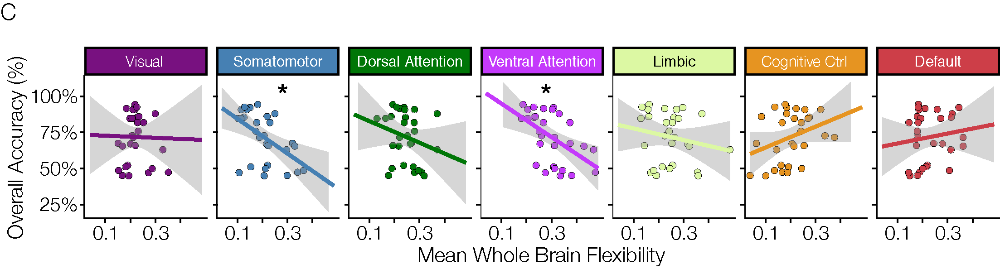 C
Visual Somatomotor Dorsal Attention Ventral Attention Limbic Cognitive Ctrl Default
* *
Overall Accuracy (%)
100%
75%
50%
25%
0.1 0.3 0.1 0.3 0.1 0.3 0.1 0.3 0.1 0.3 0.1 0.3 0.1 0.3
Mean Whole Brain Flexibility